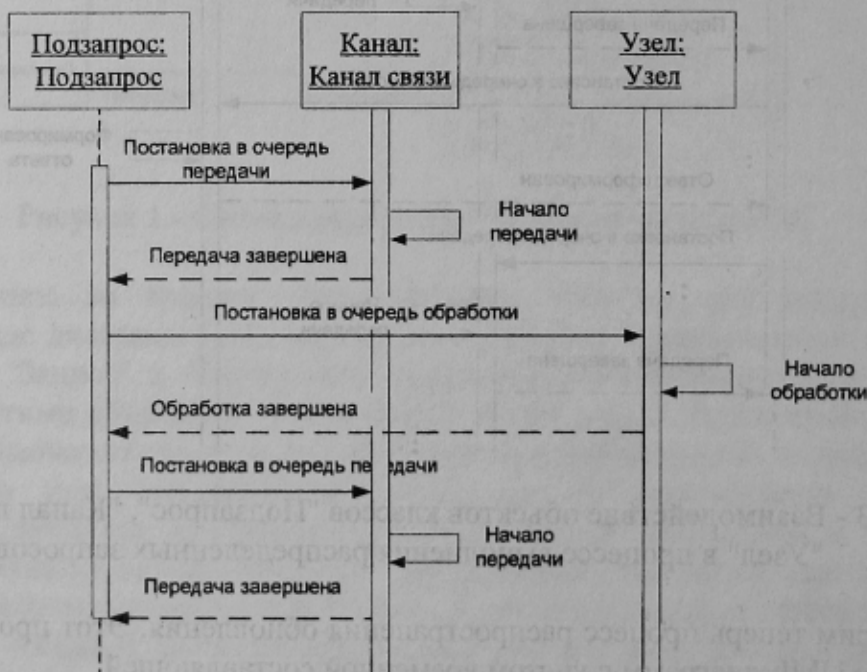 Подзапрос:
Подзапрос
Канал:
Канал связи
Узел:
Узел
Постановка в очередь
передачи
Начало
передачи
Передача завершена
Постановка в очередь обработки
Начало
обработки
Обработка завершена
Постановка в очередь передачи
Начало
передачи
Передача завершена